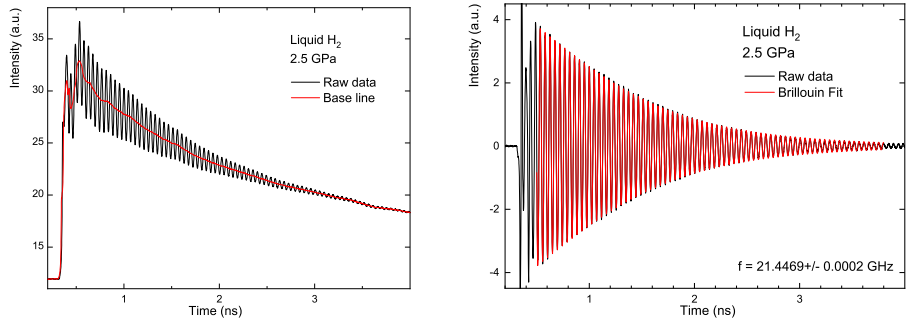 Intensity (a.u.)
35
30
25
20
15
1
2
3
Time (ns)
Liquid H2
2.5 GPa
Raw data
Base line
Intensity (a.u.)
4
2
0
-2
-4
1
2
3
Time (ns)
Liquid H2
2.5 GPa
Raw data
Brillouin Fit
f = 21.4469+/- 0.0002 GHz